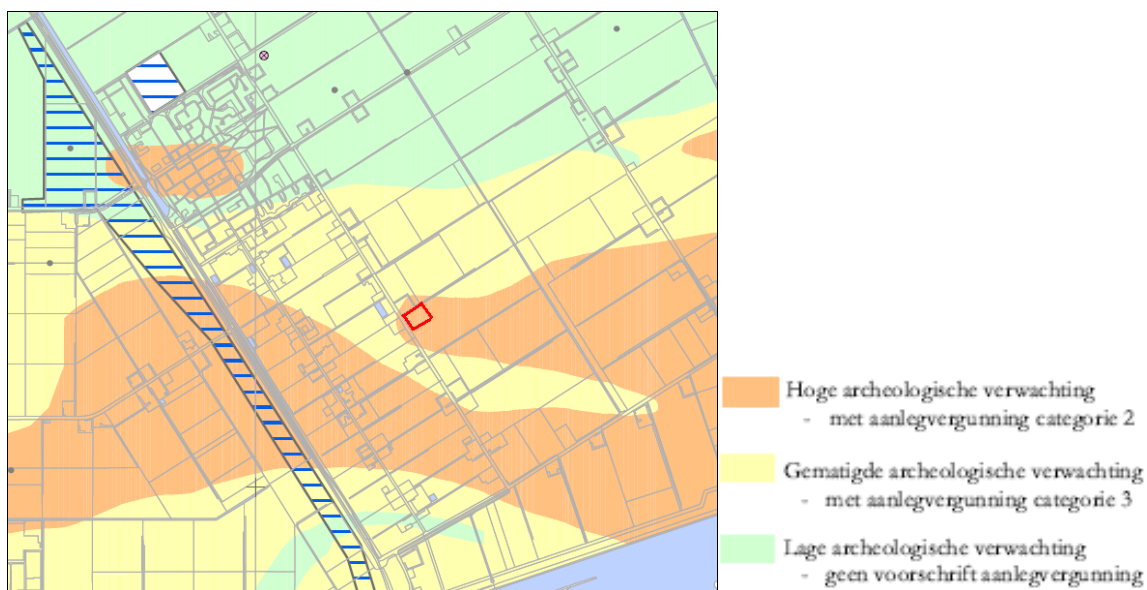 Hoge archeologische verwachting
- met aanlegvergunning categorie 2
Gematigde archeologische verwachting
- met aanlegvergunning categorie 3
Lage archeologische verwachting
- geen voorschrift aanlegvergunning